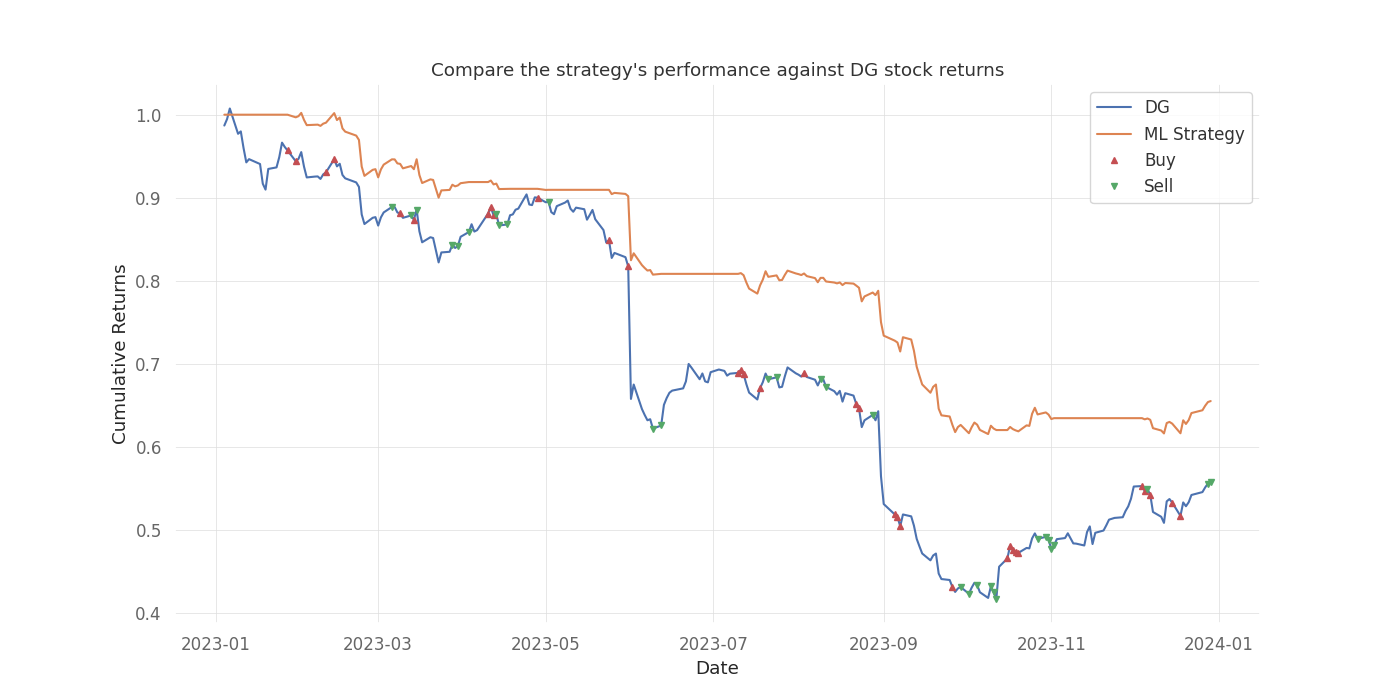 Compare the strategy's performance against DG stock returns
DG
ML Strategy
Buy
Sell
Cumulative Returns
1.0
0.9
0.8
0.7
0.6
0.5
0.4
2023-01 2023-03 2023-05 2023-07 2023-09 2023-11 2024-01
Date